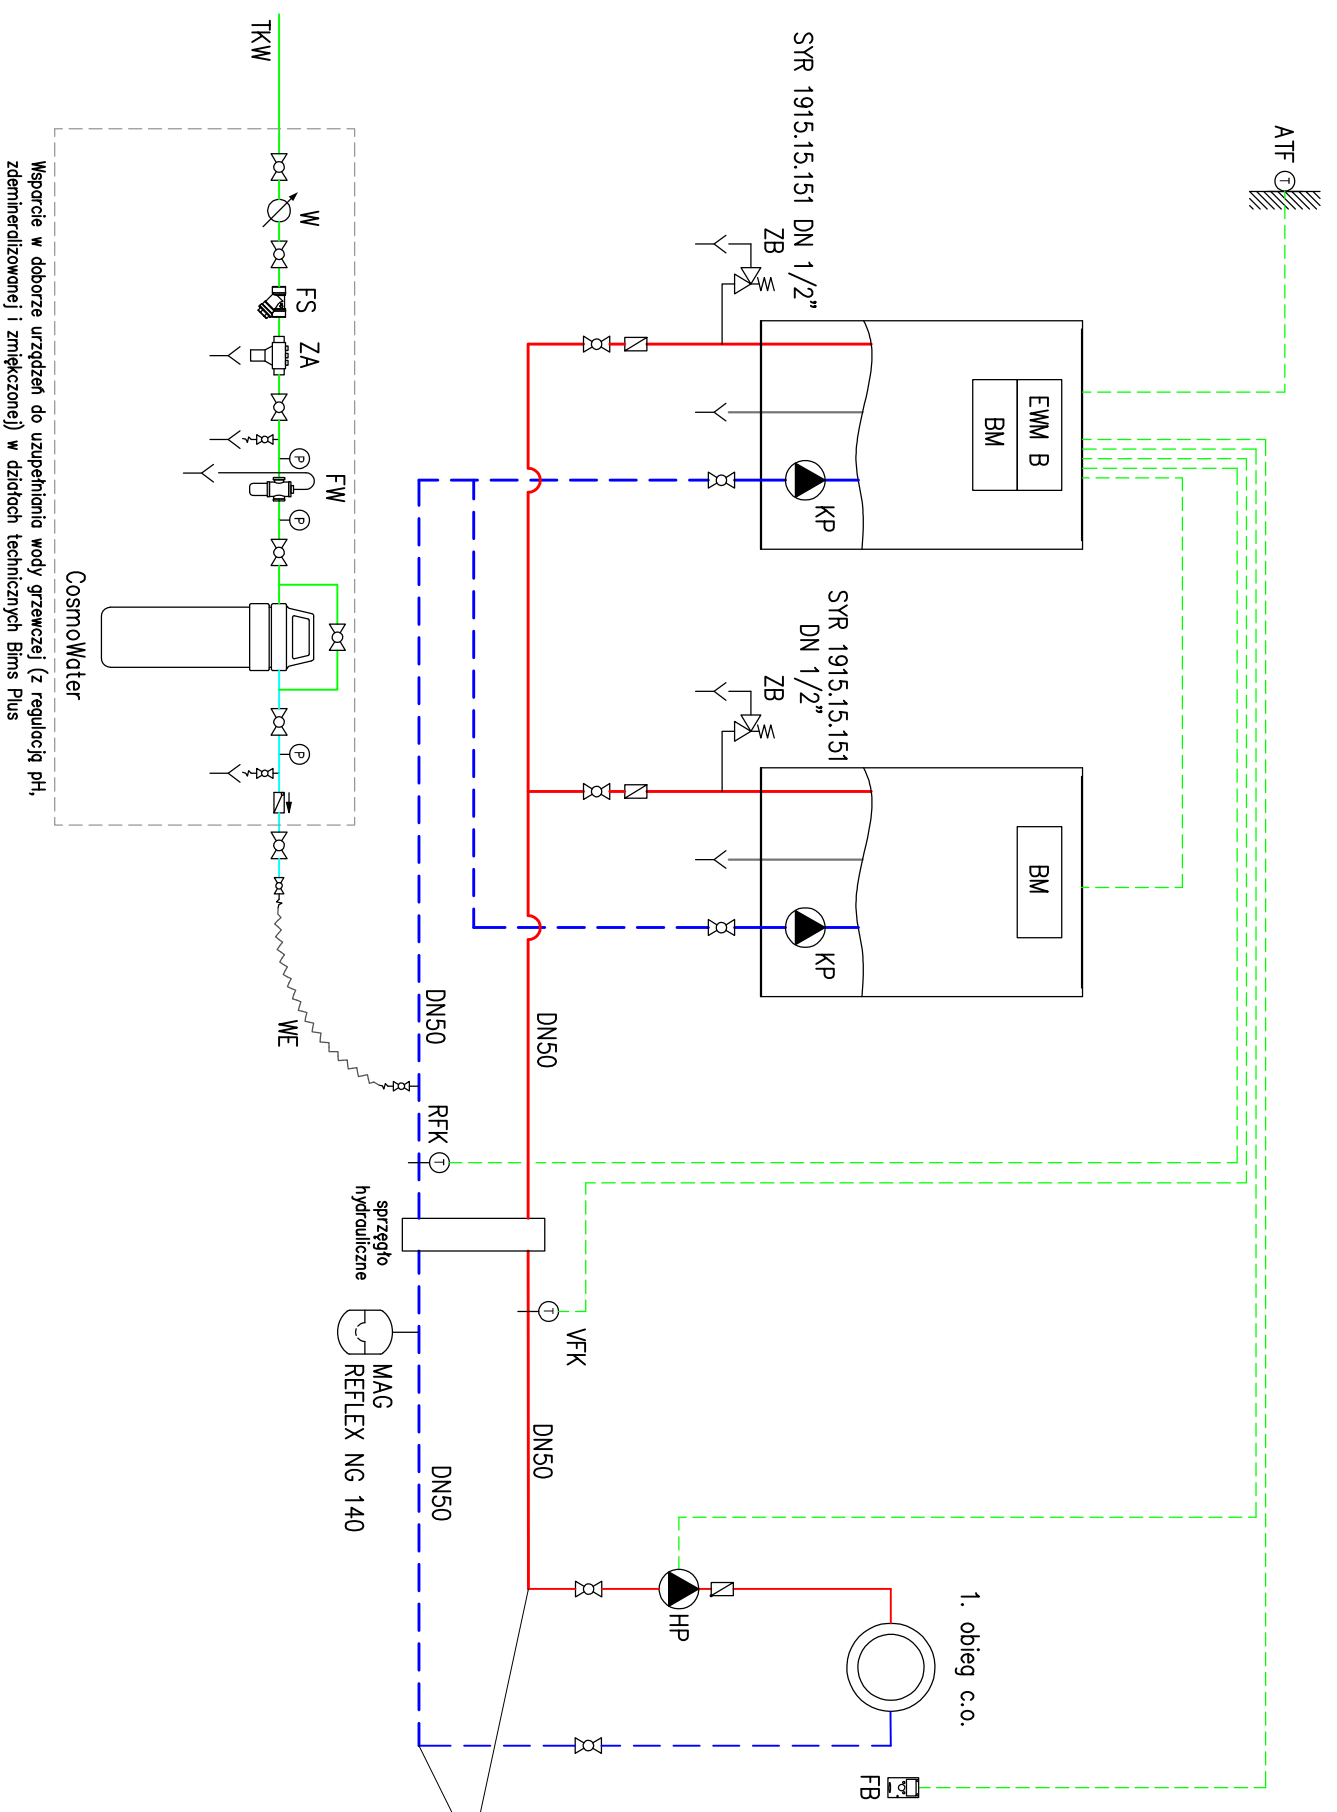 ATF
T
EWM B
BM
BM
SYR 1915.15.151 DN 1/2”
ZB
KP
SYR 1915.15.151
DN 1/2”
ZB
KP
1. obieg c.o.
HP
FB
DN50
DN50
DN50
DN50
RFK
T
VFK
T
sprzęgło
hydrauliczne
MAG
REFLEX NG 140
TKW
W
FS
ZA
P
FW
P
P
WE
CosmoWater
Wsparcie w doborze urządzeń do uzupełniania wody grzewczej (z regulacją pH,
zdemineralizowanej i zmiękczonej) w działach technicznych Bims Plus